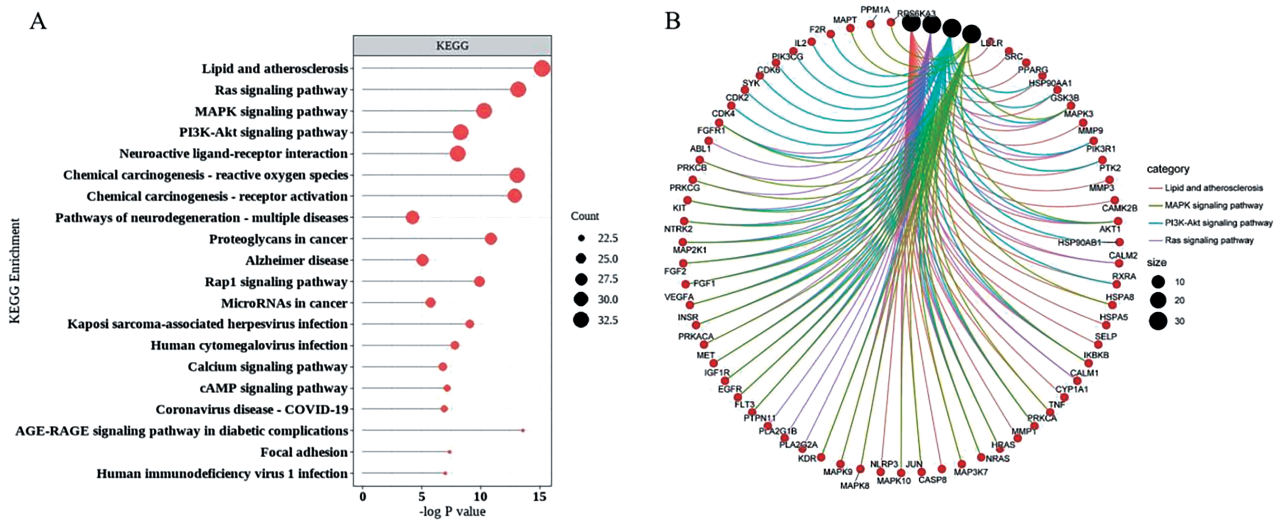 A
KEGG
KEGG Enrichment
Lipid and atherosclerosis
Ras signaling pathway
MAPK signaling pathway
PI3K-Akt signaling pathway
Neuroactive ligand-receptor interaction
Chemical carcinogenesis - reactive oxygen species
Chemical carcinogenesis - receptor activation
Pathways of neurodegeneration - multiple diseases
Proteoglycans in cancer
Alzheimer disease
Rap1 signaling pathway
MicroRNAs in cancer
Kaposi sarcoma-associated herpesvirus infection
Human cytomegalovirus infection
Calcium signaling pathway
cAMP signaling pathway
Coronavirus disease - COVID-19
AGE-RAGE signaling pathway in diabetic complications
Focal adhesion
Human immunodeficiency virus 1 infection
0 5 10 15
-log P value
Count
22.5
25.0
27.5
30.0
32.5
B
RPS6KA3
PPM1A
MAPT
F2R
IL2
PIK3CG
CDK6
SYK
CDK2
CDK4
FGFR1
ABL1
PRKCB
PRKCG
KIT
NTRK2
MAP2K1
FGF2
FGF1
VEGFA
INSR
PRKACA
MET
IGF1R
EGFR
FLT3
PTPN11
PLA2G1B
PLA2G2A
KDR
MAPK9
MAPK8
NLRP3
MAPK10
JUN
CASP8
MAP3K7
NRAS
HRAS
MMP1
PRKCA
TNF
CYP1A1
CALM1
IKBKB
SELP
HSPA5
HSPA8
RXRA
CALM2
HSP90AB1
AKT1
CAMK2B
MMP3
PTK2
PIK3R1
MMP9
MAPK3
GSK3B
HSP90AA1
PPARG
SRC
LDLR
category
Lipid and atherosclerosis
MAPK signaling pathway
PI3K-Akt signaling pathway
Ras signaling pathway
size
10
20
30